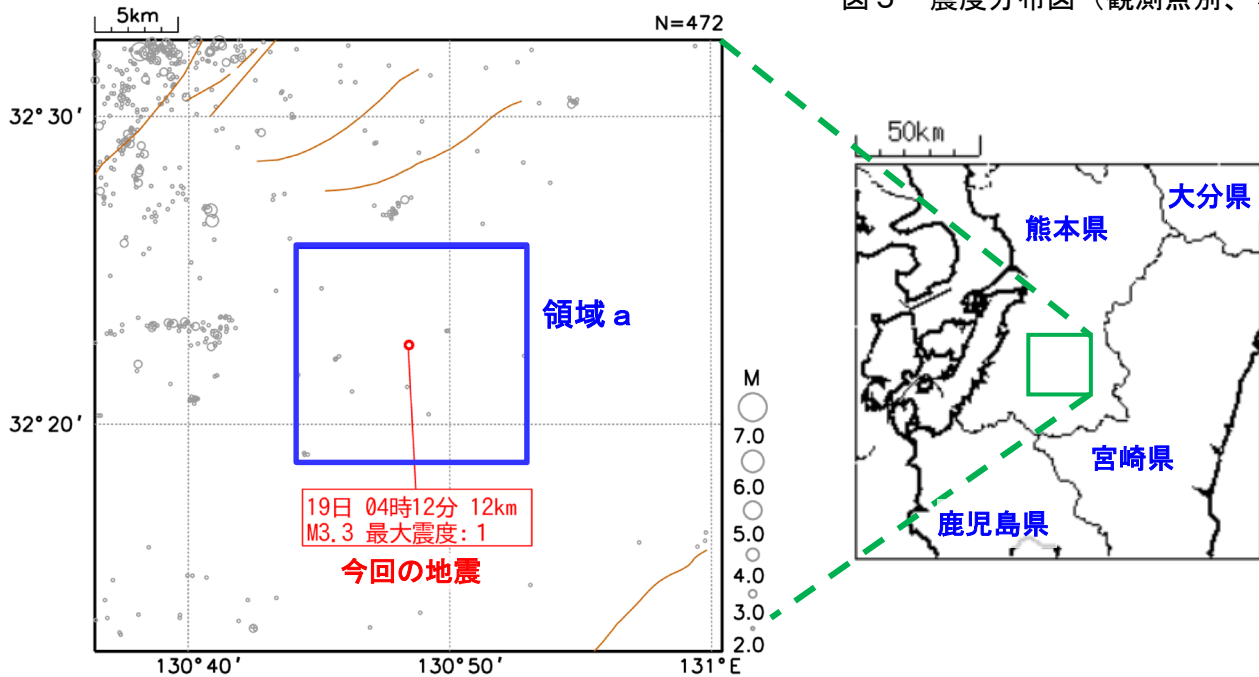 図5 震度分布図（観測点別、
5km
N=472
32°30′
32°20′
130°40′
130°50′
131°E
領域a
19日 04時12分 12km
M3.3 最大震度:1
今回の地震
M
7.0
6.0
5.0
4.0
3.0
2.0
50km
大分県
熊本県
宮崎県
鹿児島県